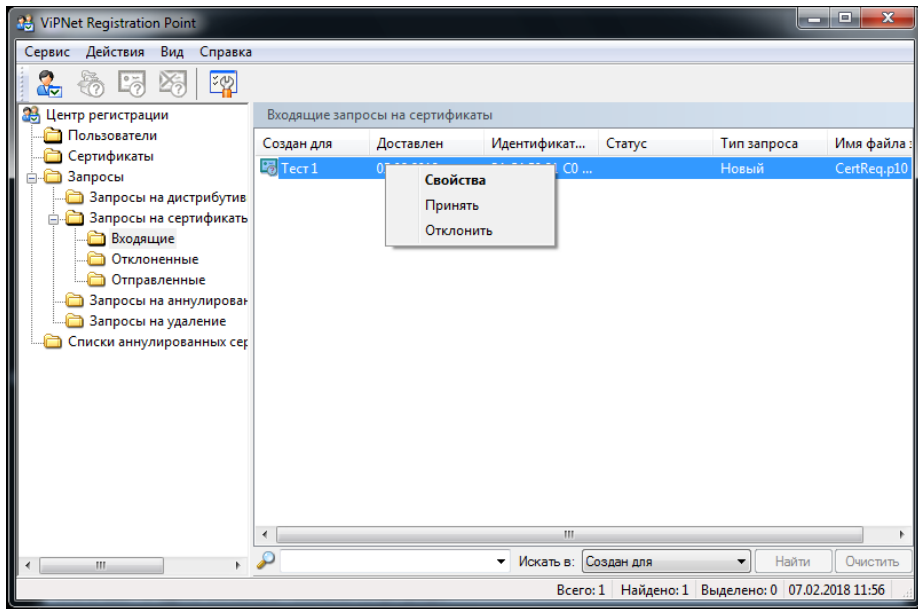 ViPNet Registration Point
Сервис Действия Вид Справка
Центр регистрации
Пользователи
Сертификаты
Запросы
Запросы на дистрибутив
Запросы на сертификать
Входящие
Отклоненные
Отправленные
Запросы на аннулирован
Запросы на удаление
Списки аннулированных сер
Входящие запросы на сертификаты
Создан для Доставлен Идентификат... Статус Тип запроса Имя файла з
Тест 1 C0 ... Новый CertReq.p10
Свойства
Принять
Отклонить
Искать в: Создан для Найти Очистить
Всего: 1 Найдено: 1 Выделено: 0 07.02.2018 11:56